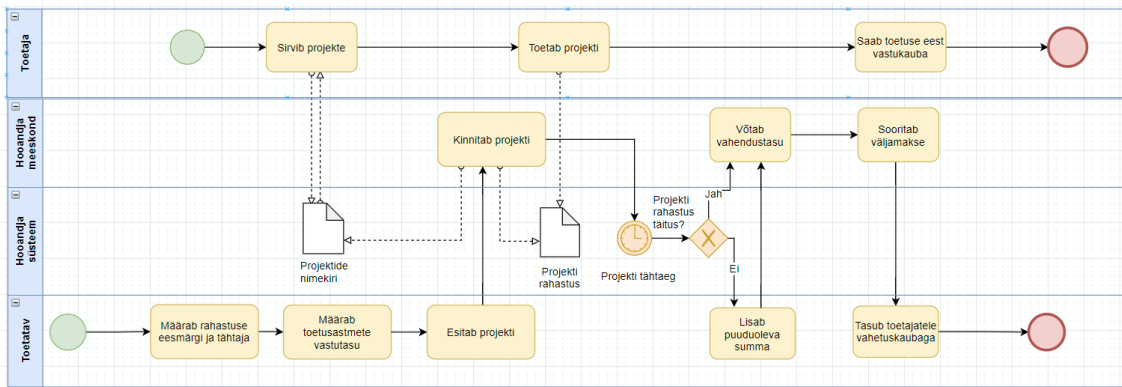 Toetaja
Sirvib projekte
Toetab projekti
Saab toetuse eest
vastukauba
Hooandja
meeskond
Kinnitab projekti
Võtab
vahendustasu
Sooritab
väljamakse
Hooandja
süsteem
Projektide
nimekiri
Projekti
rahastus
Projekti tähtaeg
Projekti
rahastus
täitus?
Jah
Ei
Toetatav
Määrab rahastuse
eesmärgi ja tähtaja
Määrab
toetusastmete
vastutasu
Esitab projekti
Lisab
puuduoleva
summa
Tasub toetajatele
vahetuskaubaga